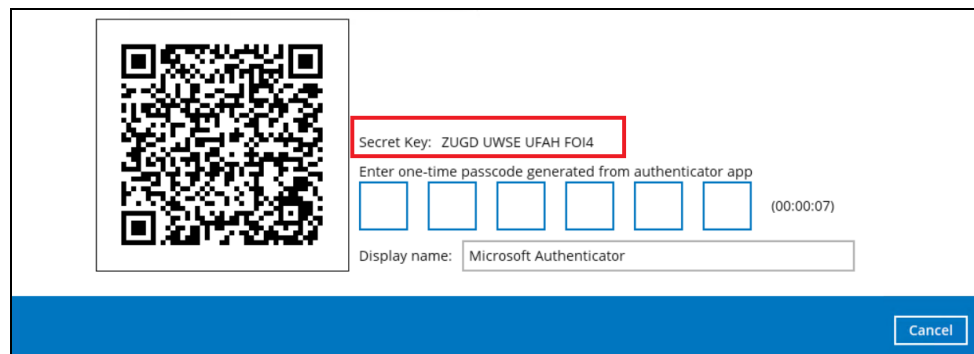 Secret Key: ZUGD UWSE UFAH FOI4
Enter one-time passcode generated from authenticator app
(00:00:07)
Display name: Microsoft Authenticator
Cancel